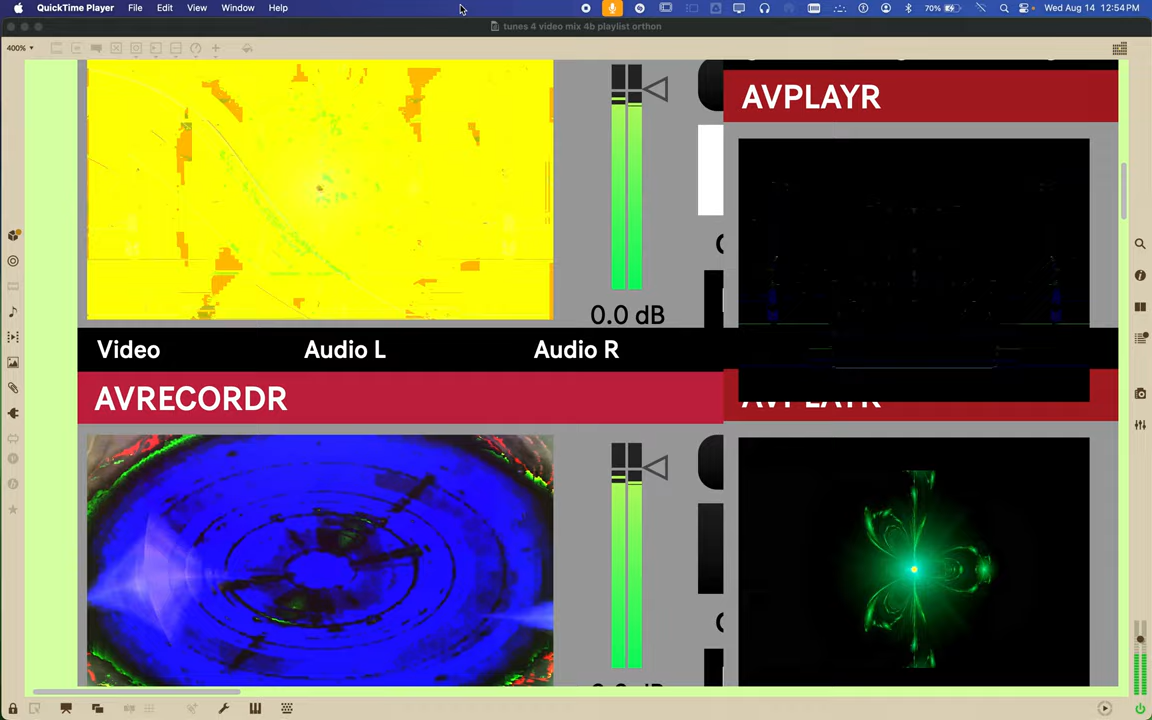 QuickTime Player File Edit View Window Help 70% Wed Aug 14 12:54 PM
tunes 4 video mix 4b playlist orthon
400%
AVPLAYR
0.0 dB
Video Audio L Audio R
AVRECORDR